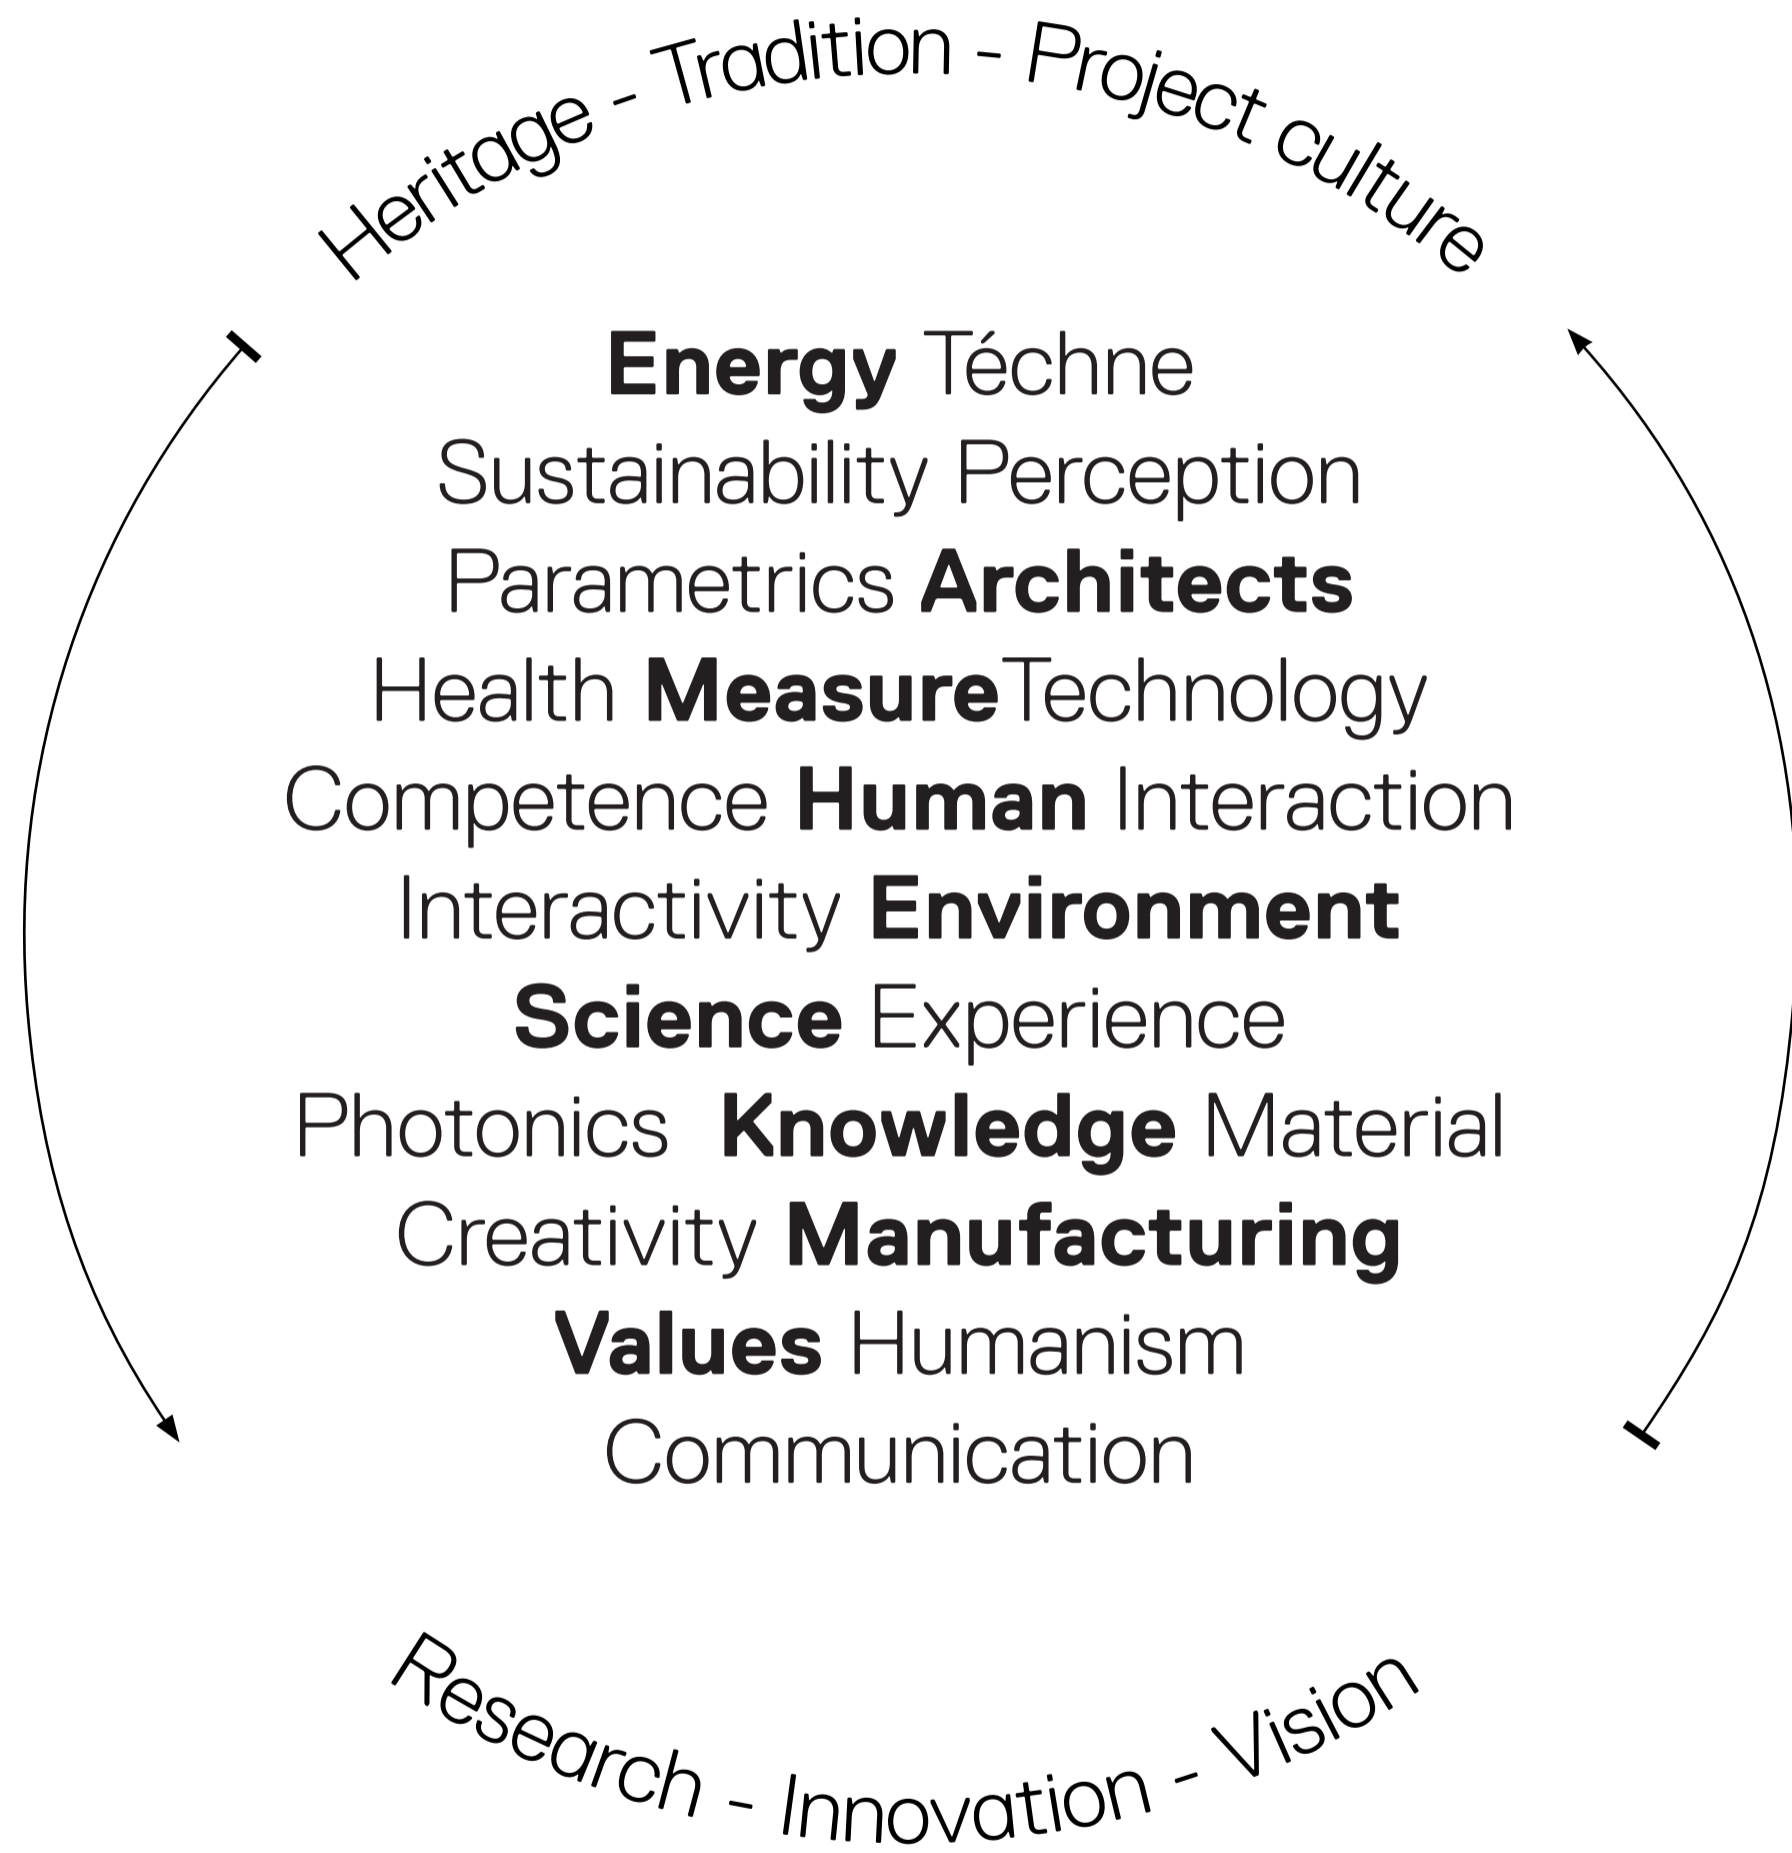 Heritage - Tradition - Project culture
Energy Téchne
Sustainability Perception
Parametrics Architects
Health MeasureTechnology
Competence Human Interaction
Interactivity Environment
Science Experience
Photonics Knowledge Material
Creativity Manufacturing
Values Humanism
Communication
Research - Innovation - Vision